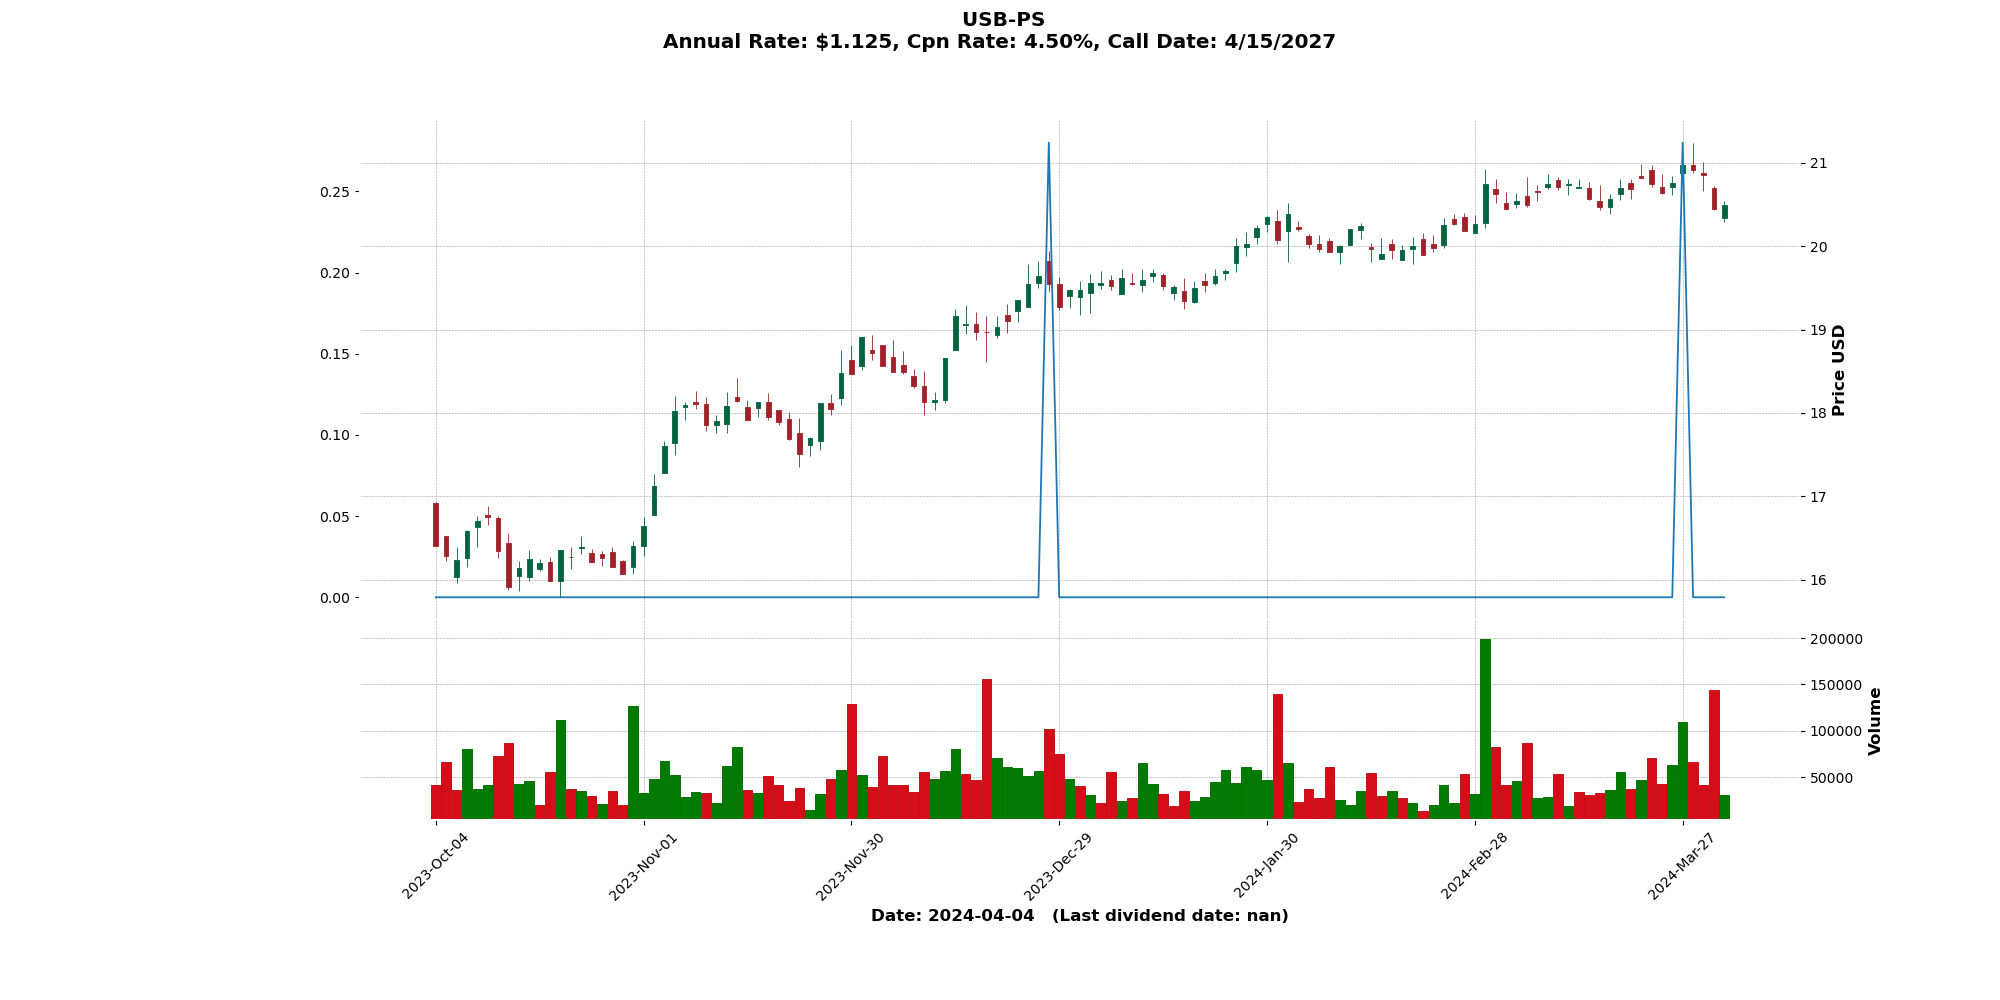 USB-PS
Annual Rate: $1.125, Cpn Rate: 4.50%, Call Date: 4/15/2027
0.25
0.20
0.15
0.10
0.05
0.00
21
20
19
18
17
16
Price USD
200000
150000
100000
50000
Volume
2023-Oct-04
2023-Nov-01
2023-Nov-30
2023-Dec-29
2024-Jan-30
2024-Feb-28
2024-Mar-27
Date: 2024-04-04 (Last dividend date: nan)